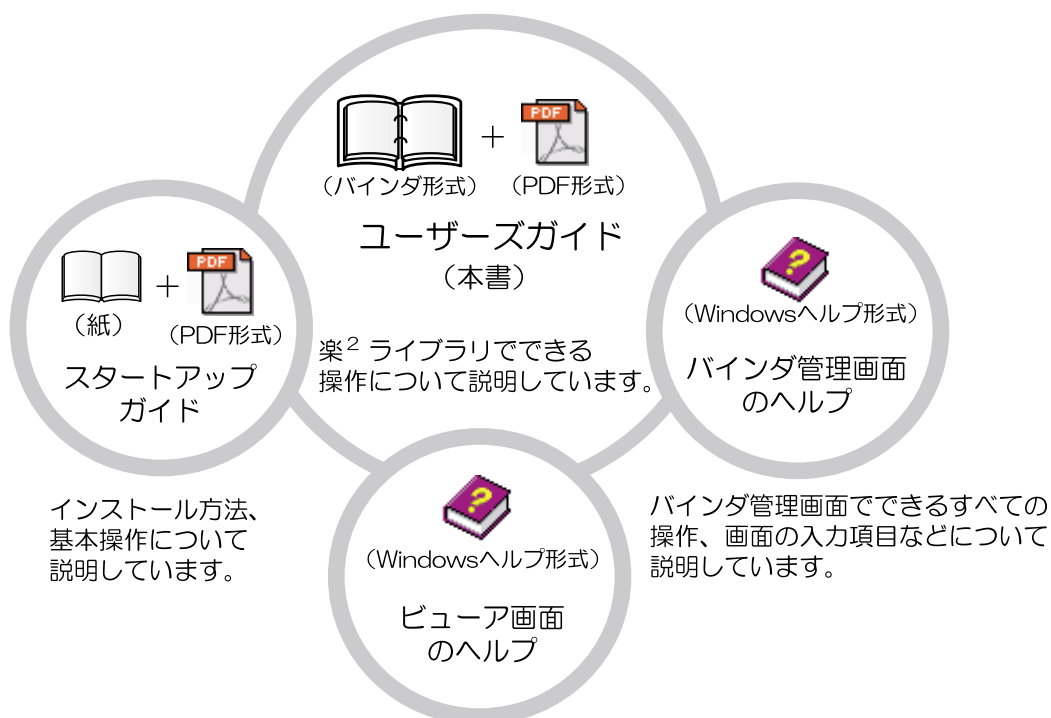 PDF
（バインダ形式）
（PDF形式）
ユーザーズガイド
（本書）
楽² ライブラリでできる
操作について説明しています。
PDF
（紙）
（PDF形式）
スタートアップ
ガイド
インストール方法、
基本操作について
説明しています。
（Windowsヘルプ形式）
バインダ管理画面
のヘルプ
バインダ管理画面でできるすべての
操作、画面の入力項目などについて
説明しています。
（Windowsヘルプ形式）
ビューア画面
のヘルプ